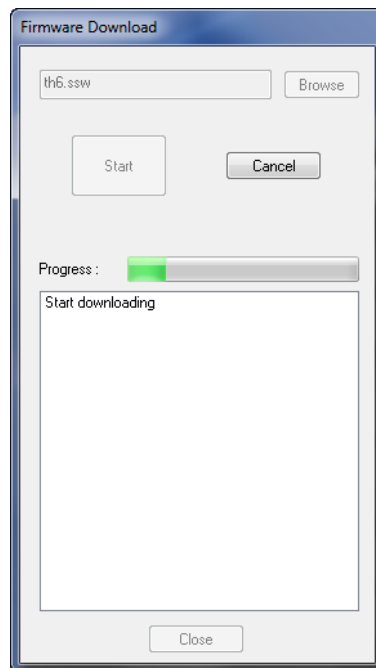 Firmware Download
th6.ssw
Browse
Start
Cancel
Progress :
Start downloading
Close